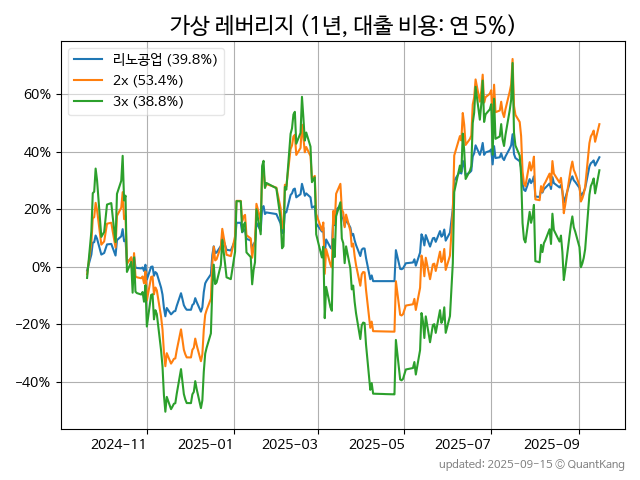 가상 레버리지 (1년, 대출 비용: 연 5%)
리노공업 (39.8%)
2x (53.4%)
3x (38.8%)
60%
40%
20%
0%
−20%
−40%
2024-11 2025-01 2025-03 2025-05 2025-07 2025-09
updated: 2025-09-15 © QuantKang